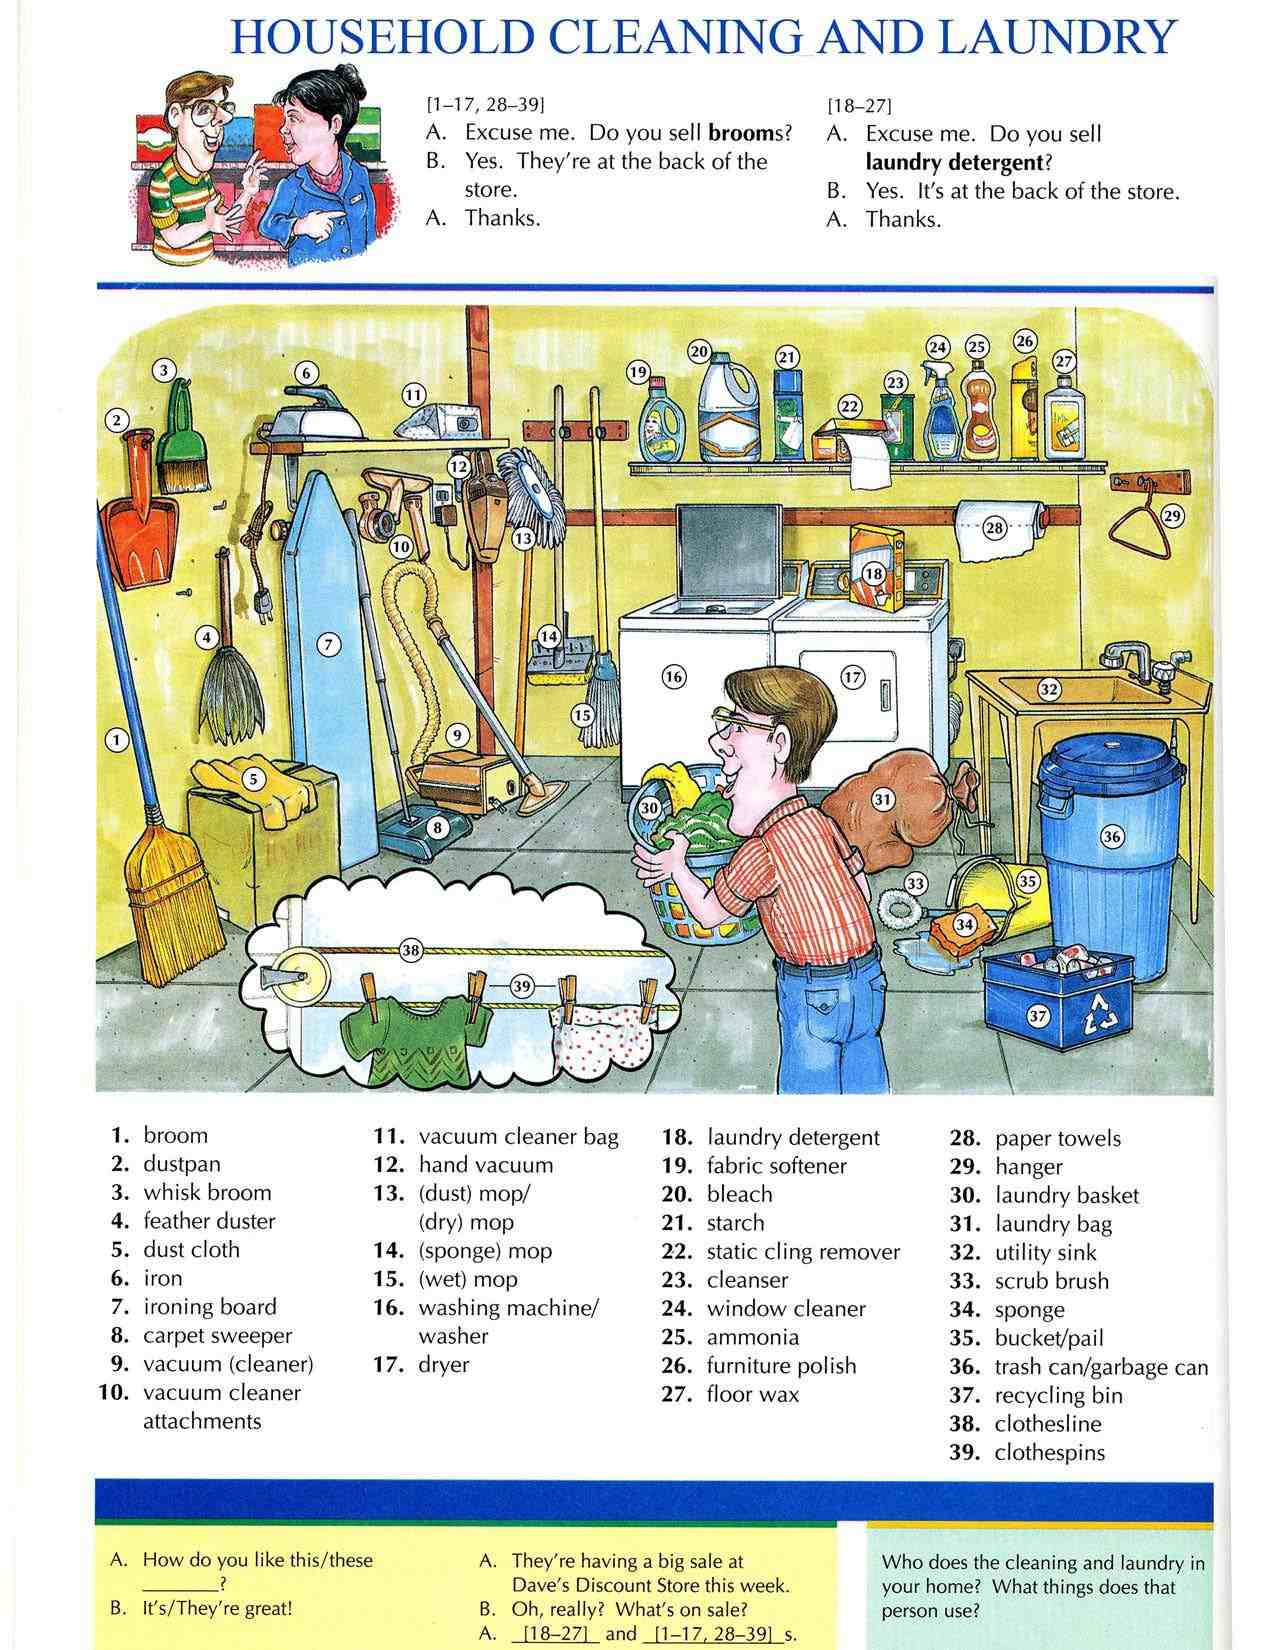 HOUSEHOLD CLEANING AND LAUNDRY
[1–17, 28–39]
A. Excuse me. Do you sell brooms?
B. Yes. They're at the back of the
store.
A. Thanks.
[18–27]
A. Excuse me. Do you sell
laundry detergent?
B. Yes. It's at the back of the store.
A. Thanks.
1
2
3
4
5
6
7
8
9
10
11
12
13
14
15
16
17
18
19
20
21
22
23
24
25
26
27
28
29
30
31
32
33
34
35
36
37
38
39
1. broom
2. dustpan
3. whisk broom
4. feather duster
5. dust cloth
6. iron
7. ironing board
8. carpet sweeper
9. vacuum (cleaner)
10. vacuum cleaner
attachments
11. vacuum cleaner bag
12. hand vacuum
13. (dust) mop/
(dry) mop
14. (sponge) mop
15. (wet) mop
16. washing machine/
washer
17. dryer
18. laundry detergent
19. fabric softener
20. bleach
21. starch
22. static cling remover
23. cleanser
24. window cleaner
25. ammonia
26. furniture polish
27. floor wax
28. paper towels
29. hanger
30. laundry basket
31. laundry bag
32. utility sink
33. scrub brush
34. sponge
35. bucket/pail
36. trash can/garbage can
37. recycling bin
38. clothesline
39. clothespins
A. How do you like this/these
________?
B. It's/They're great!
A. They're having a big sale at
Dave's Discount Store this week.
B. Oh, really? What's on sale?
A. [18–27] and [1–17, 28–39] s.
Who does the cleaning and laundry in
your home? What things does that
person use?